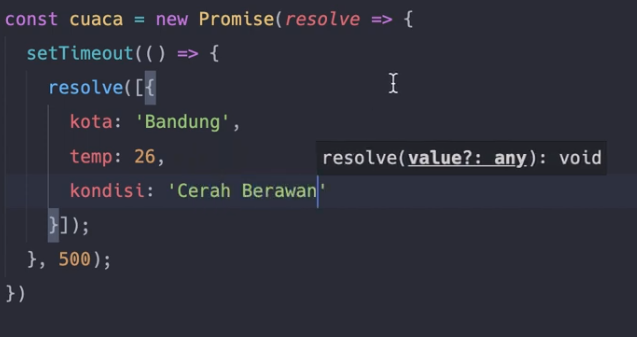 const cuaca = new Promise(resolve => {
  setTimeout(() => {
    resolve([{
      kota: 'Bandung',
      temp: 26,
resolve(value?: any): void
      kondisi: 'Cerah Berawan'
    }]);
  }, 500);
})